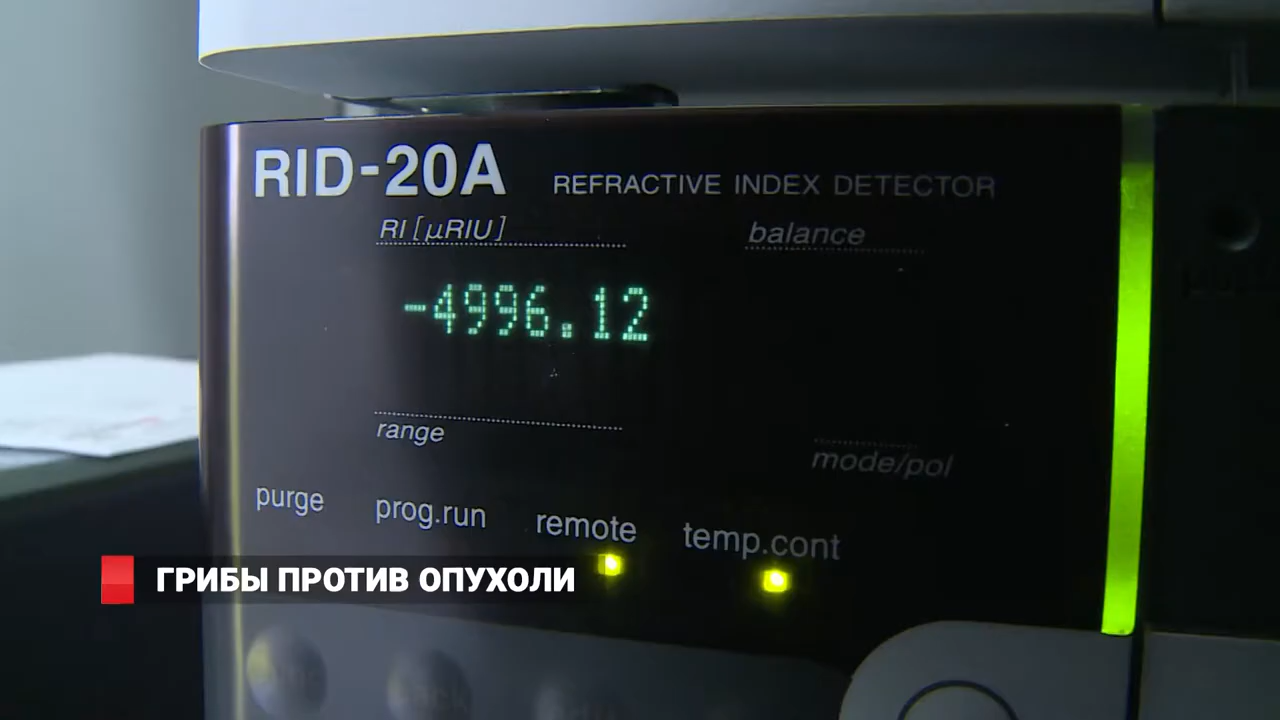 RID-20A REFRACTIVE INDEX DETECTOR
RI [μRIU] balance
-4996.12
range mode/pol
purge prog.run remote temp.cont
ГРИБЫ ПРОТИВ ОПУХОЛИ